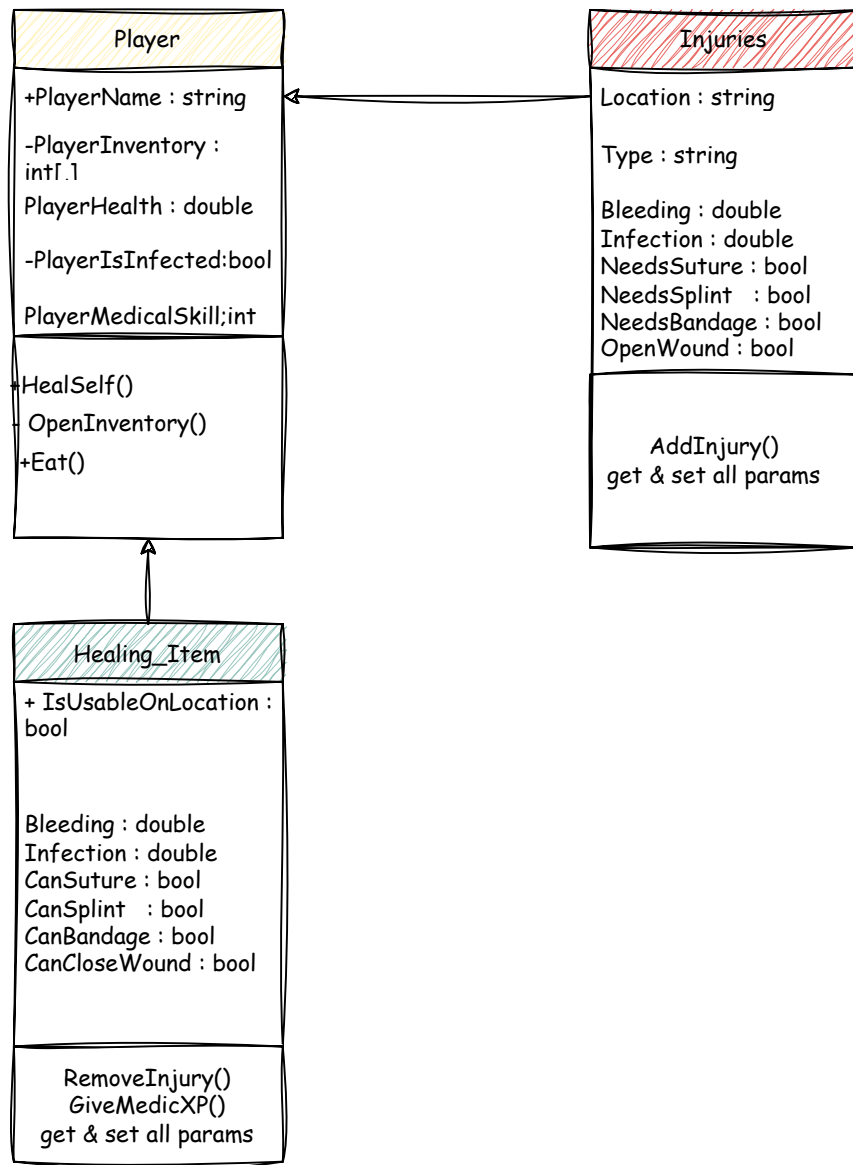 Player
+PlayerName : string
-PlayerInventory :
int[,]
PlayerHealth : double
-PlayerIsInfected:bool
PlayerMedicalSkill;int
+HealSelf()
- OpenInventory()
+Eat()
Injuries
Location : string
Type : string
Bleeding : double
Infection : double
NeedsSuture : bool
NeedsSplint : bool
NeedsBandage : bool
OpenWound : bool
AddInjury()
get & set all params
Healing_Item
+ IsUsableOnLocation :
bool
Bleeding : double
Infection : double
CanSuture : bool
CanSplint : bool
CanBandage : bool
CanCloseWound : bool
RemoveInjury()
GiveMedicXP()
get & set all params